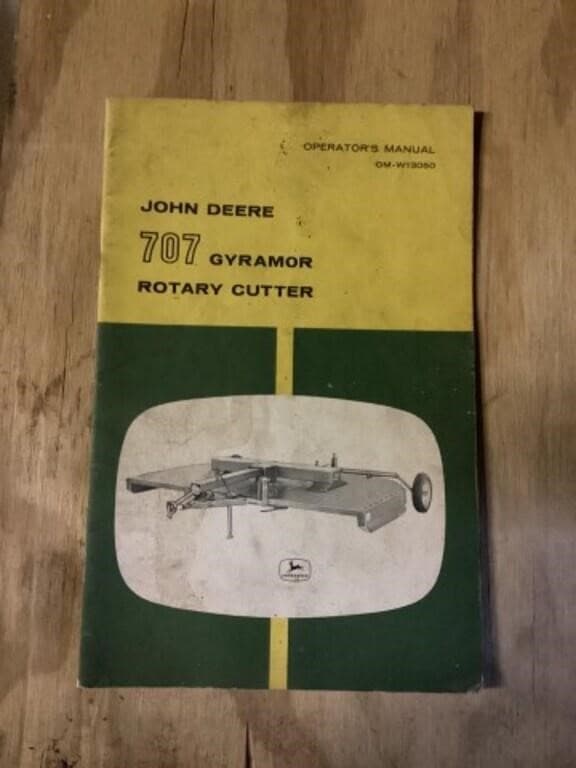 OPERATOR'S MANUAL
OM-W13050
JOHN DEERE
707 GYRAMOR
ROTARY CUTTER